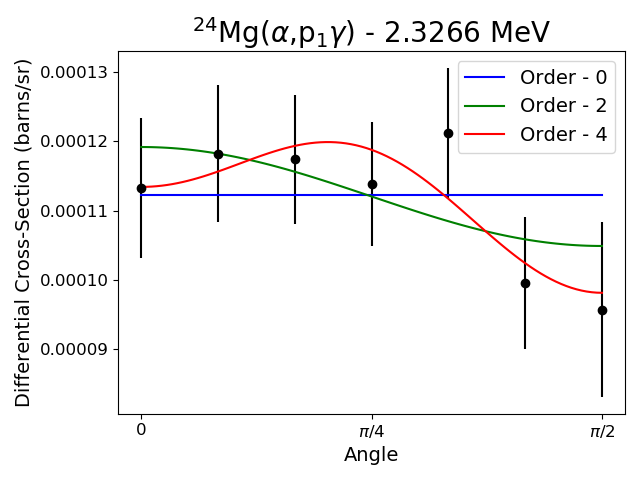 ²⁴Mg(α,p₁γ) - 2.3266 MeV
Differential Cross-Section (barns/sr)
0.00013
0.00012
0.00011
0.00010
0.00009
Order - 0
Order - 2
Order - 4
0
π/4
π/2
Angle